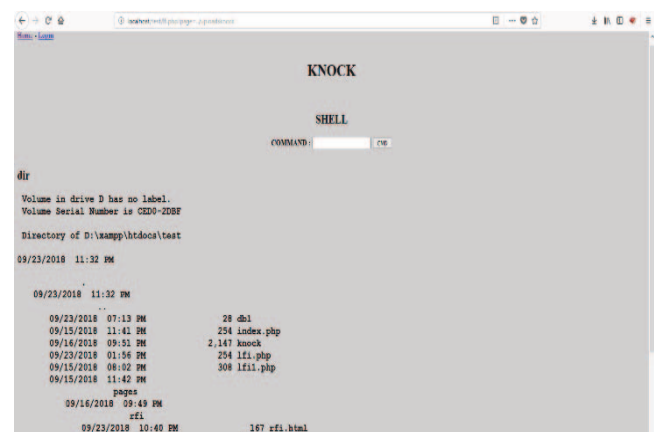 Home - Login
KNOCK
SHELL
COMMAND: CMD
dir
Volume in drive D has no label.
Volume Serial Number is CED0-2DBF
Directory of D:\xampp\htdocs\test
09/23/2018 11:32 PM
.
09/23/2018 11:32 PM
..
09/23/2018 07:13 PM 28 db1
09/15/2018 11:41 PM 254 index.php
09/16/2018 09:51 PM 2,147 knock
09/23/2018 01:56 PM 254 lfi.php
09/15/2018 08:02 PM 308 lfi1.php
09/15/2018 11:42 PM
pages
09/16/2018 09:49 PM
rfi
09/23/2018 10:40 PM 167 rfi.html